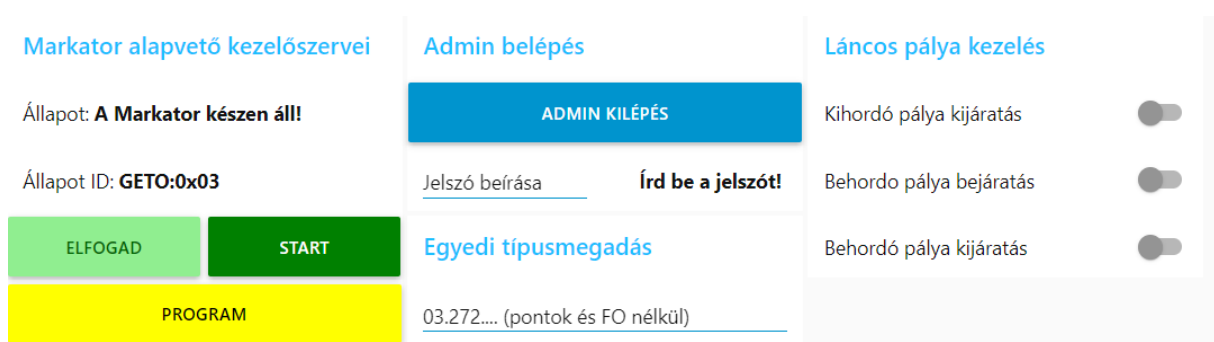 Markator alapvető kezelőszervei
Állapot: A Markator készen áll!
Állapot ID: GETO:0x03
ELFOGAD
START
PROGRAM
Admin belépés
ADMIN KILÉPÉS
Jelszó beírása
Írd be a jelszót!
Egyedi típusmegadás
03.272.... (pontok és FO nélkül)
Láncos pálya kezelés
Kihordó pálya kijáratás
Behordo pálya bejáratás
Behordó pálya kijáratás